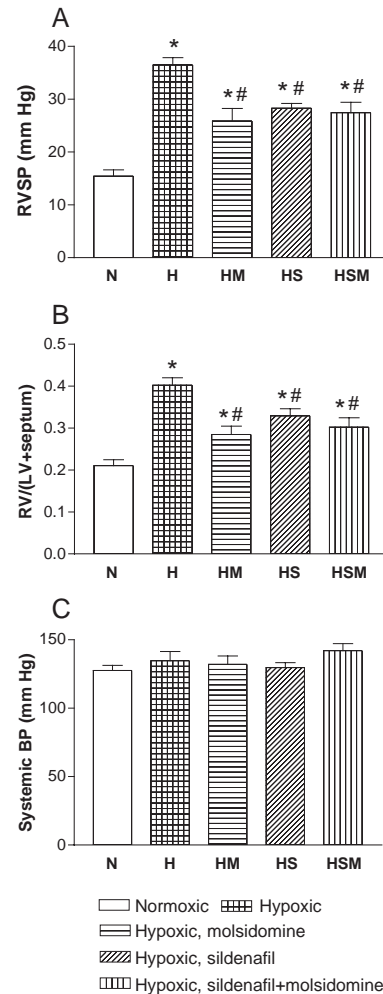 A
RVSP (mm Hg)
40
30
20
10
0
*
*#
*#
*#
N H HM HS HSM
B
RV/(LV+septum)
0.5
0.4
0.3
0.2
0.1
0.0
*
*#
*#
*#
N H HM HS HSM
C
Systemic BP (mm Hg)
150
100
50
0
N H HM HS HSM
Normoxic Hypoxic
Hypoxic, molsidomine
Hypoxic, sildenafil
Hypoxic, sildenafil+molsidomine